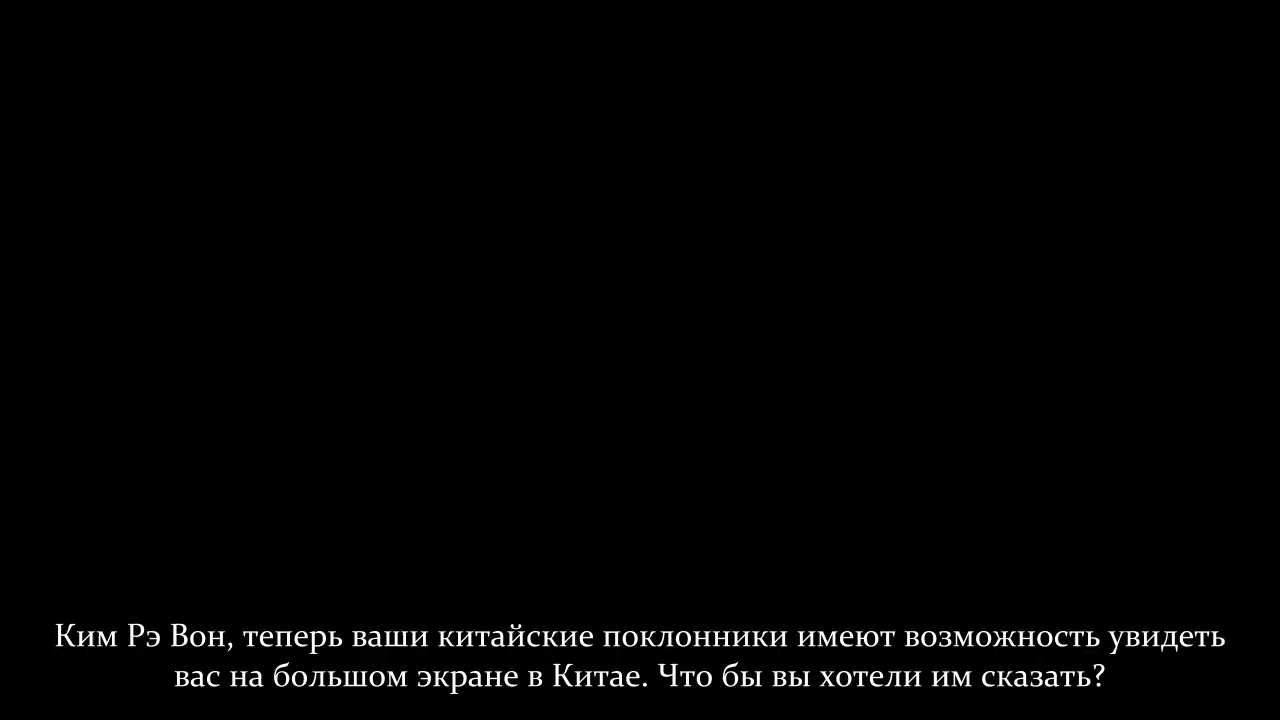 Ким Рэ Вон, теперь ваши китайские поклонники имеют возможность увидеть
вас на большом экране в Китае. Что бы вы хотели им сказать?